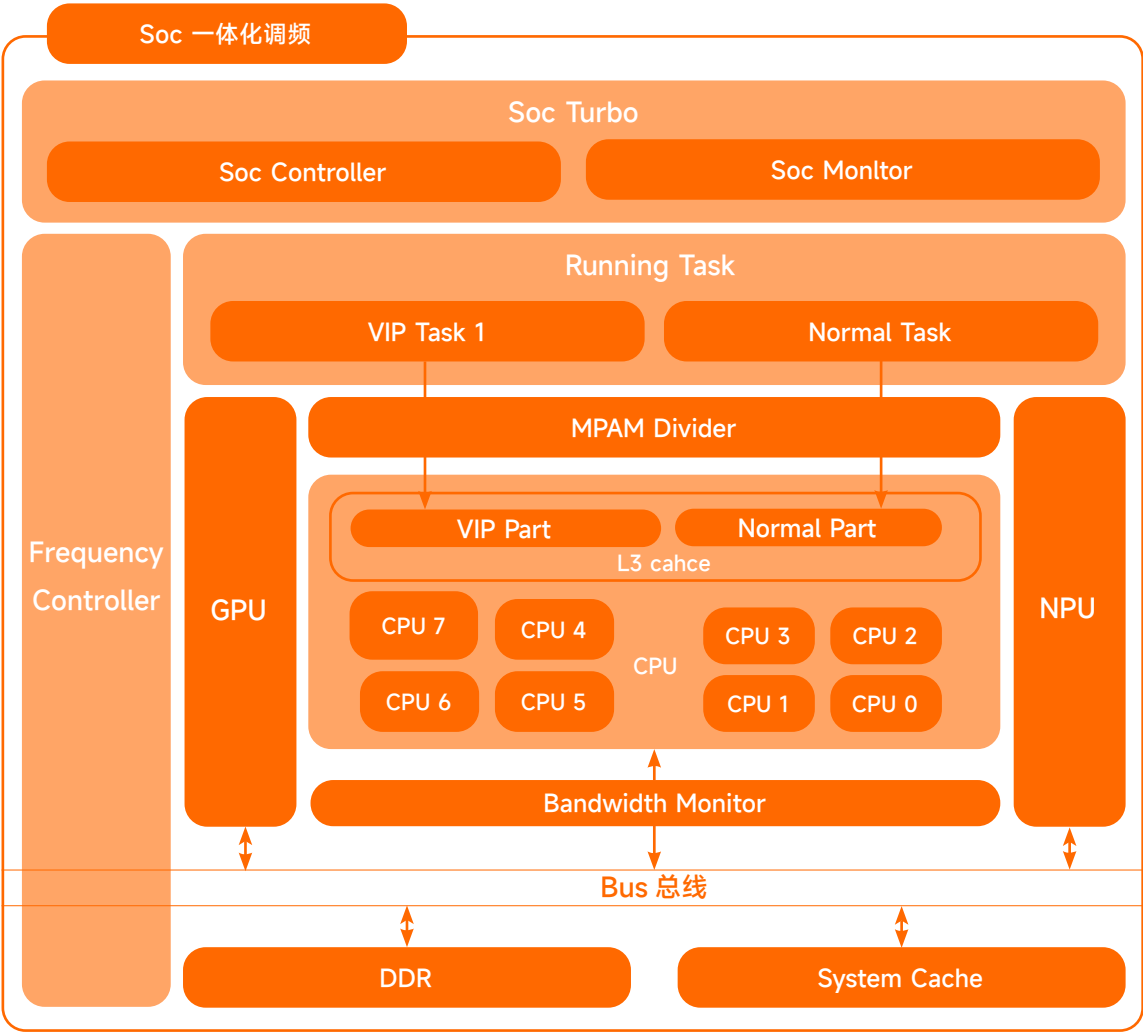 Soc 一体化调频
Soc Turbo
Soc Controller
Soc Monltor
Running Task
VIP Task 1
Normal Task
Frequency
Controller
GPU
MPAM Divider
NPU
VIP Part
Normal Part
L3 cahce
CPU 7
CPU 4
CPU
CPU 3
CPU 2
CPU 6
CPU 5
CPU 1
CPU 0
Bandwidth Monitor
Bus 总线
DDR
System Cache